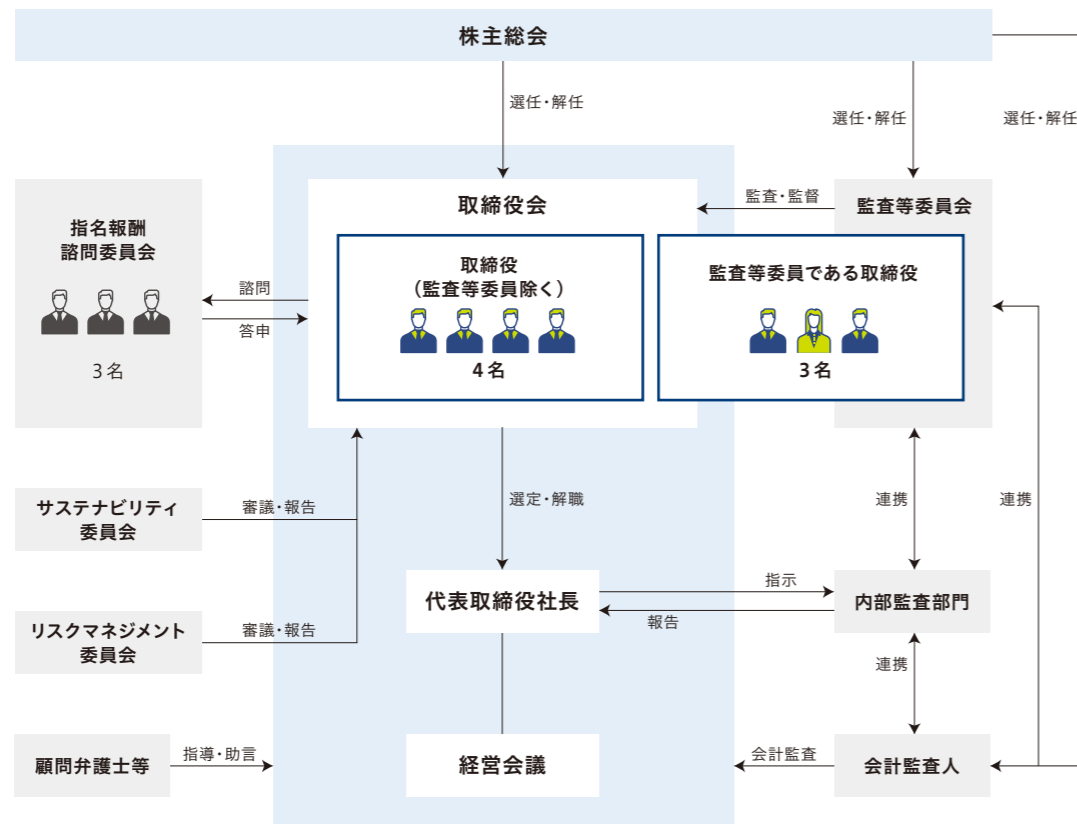 株主総会
選任・解任
選任・解任
選任・解任
指名報酬
諮問委員会
3名
諮問
答申
取締役会
取締役
（監査等委員除く）
4名
監査・監督
監査等委員会
監査等委員である取締役
3名
サステナビリティ
委員会
審議・報告
選定・解職
連携
連携
リスクマネジメント
委員会
審議・報告
代表取締役社長
指示
報告
内部監査部門
連携
顧問弁護士等
指導・助言
経営会議
会計監査
会計監査人